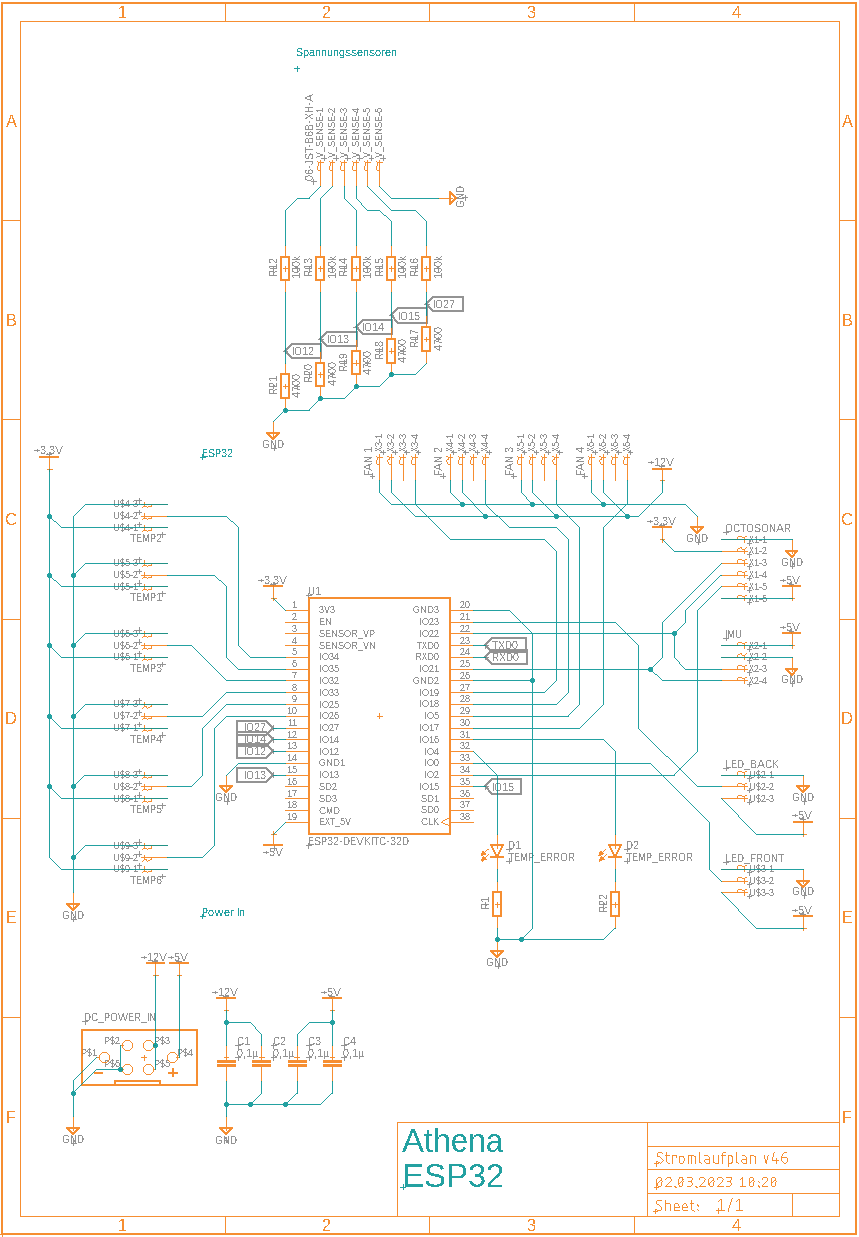 1 2 3 4
Spannungssensoren
A A
06-JST-B6B-XH-A
V_SENSE-1
V_SENSE-2
V_SENSE-3
V_SENSE-4
V_SENSE-5
V_SENSE-6
GND
B B
R12 100k
R13 100k
R14 100k
R15 100k
R16 100k
IO27
IO15
IO14
IO13
IO12
R21 4700
R20 4700
R19 4700
R18 4700
R17 4700
GND
C C
+3.3V
ESP32
FAN 1 X3-1 X3-2 X3-3 X3-4
FAN 2 X4-1 X4-2 X4-3 X4-4
FAN 3 X5-1 X5-2 X5-3 X5-4
FAN 4 X6-1 X6-2 X6-3 X6-4
+12V
GND
+3.3V
U$4-3
U$4-2
U$4-1
TEMP2
U$5-3
U$5-2
U$5-1
TEMP1
U$6-3
U$6-2
U$6-1
TEMP3
U$7-3
U$7-2
U$7-1
TEMP4
U$8-3
U$8-2
U$8-1
TEMP5
U$9-3
U$9-2
U$9-1
TEMP6
GND
OCTOSONAR
X1-1
X1-2
X1-3
X1-4
X1-5
X1-6
GND
+5V
IMU
X2-1
X2-2
X2-3
X2-4
+5V
GND
D D
+3.3V
U1
1 3V3 GND3 20
2 EN IO23 21
3 SENSOR_VP IO22 22
4 SENSOR_VN TXD0 23 TXD0
5 IO34 RXD0 24 RXD0
6 IO35 IO21 25
7 IO32 GND2 26
8 IO33 IO19 27
9 IO25 IO18 28
10 IO26 IO5 29
IO27 11 IO27 IO17 30
IO14 12 IO14 IO16 31
IO12 13 IO12 IO4 32
14 GND1 IO0 33
IO13 15 IO13 IO2 34
16 SD2 IO15 35 IO15
17 SD3 SD1 36
18 CMD SD0 37
19 EXT_5V CLK 38
GND
+5V
ESP32-DEVKITC-32D
LED_BACK
U$2-1
U$2-2
U$2-3
GND
+5V
LED_FRONT
U$3-1
U$3-2
U$3-3
GND
+5V
D1
TEMP_ERROR
D2
TEMP_ERROR
R1
R22
GND
E E
Power In
+12V +5V
DC_POWER_IN
P$2 P$3
P$1 P$4
P$6 P$5
- +
GND
+12V +5V
C1 0,1µ
C2 0,1µ
C3 0,1µ
C4 0,1µ
GND
F F
Athena
ESP32
Stromlaufplan v46
02.03.2023 10:20
Sheet: 1/1
1 2 3 4